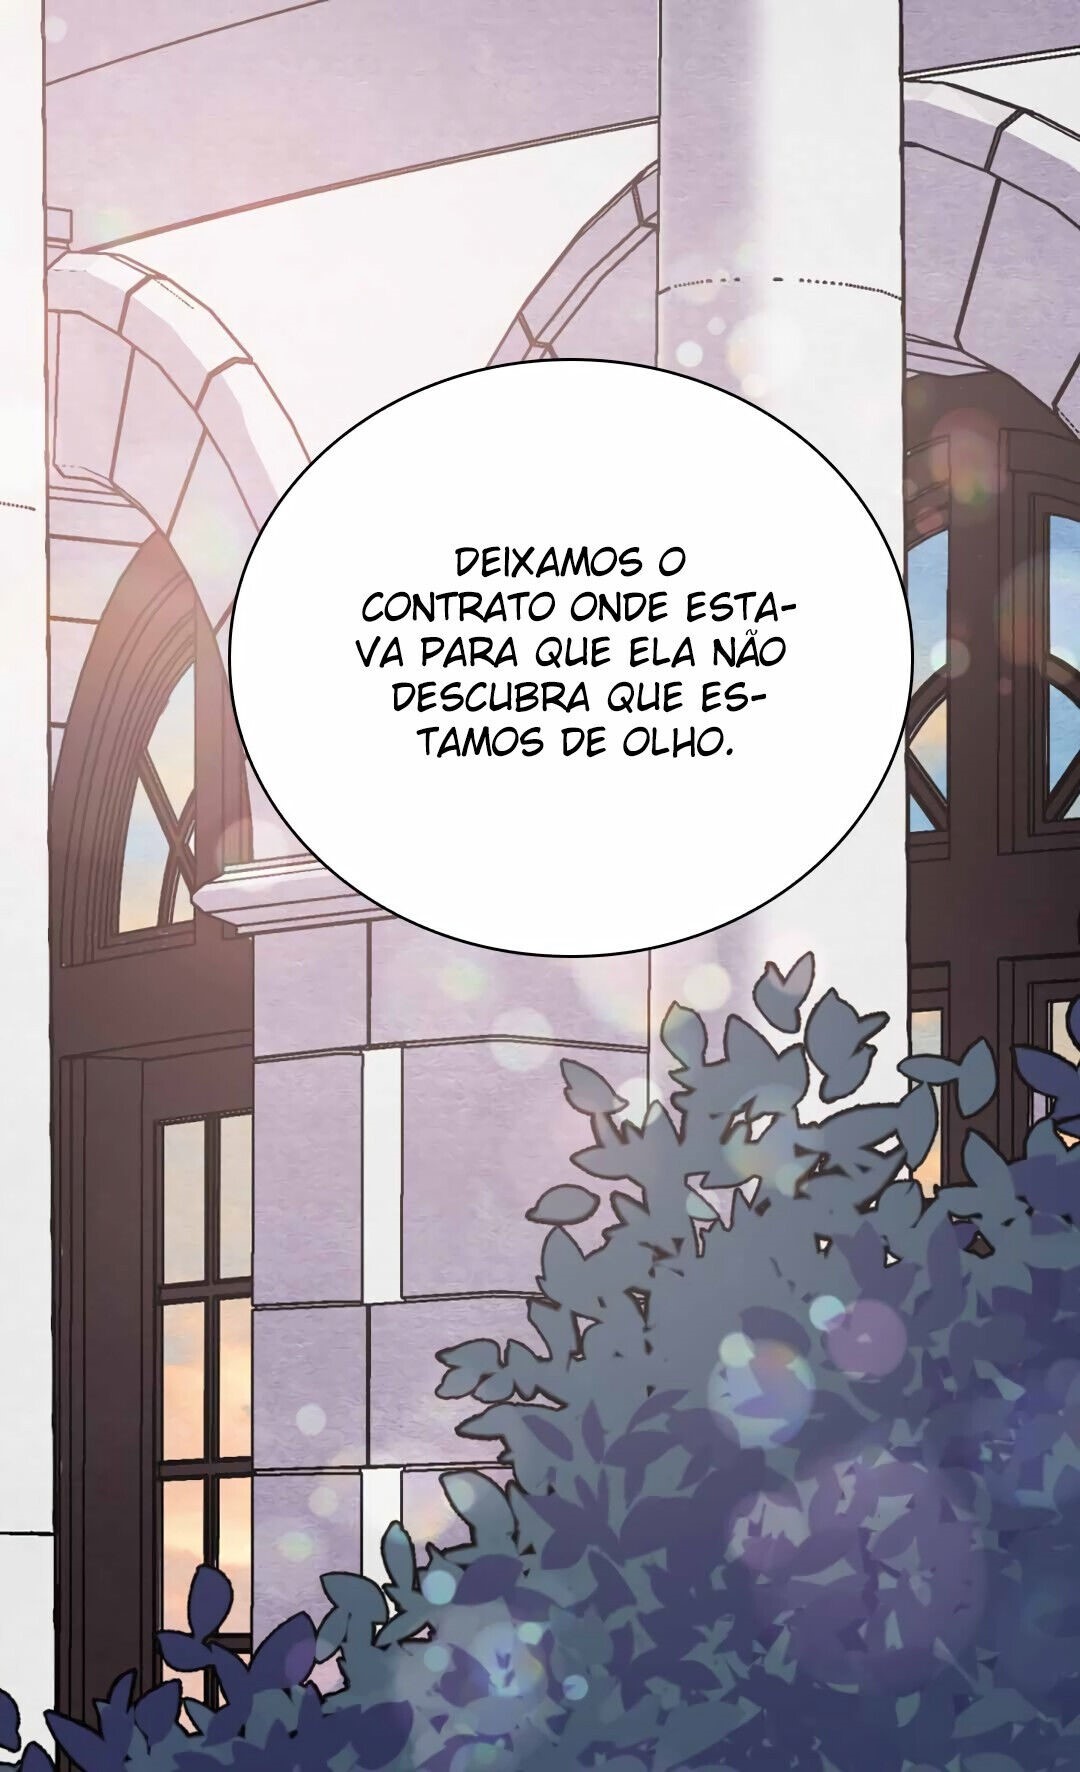 DEIXAMOS O
CONTRATO ONDE ESTA-
VA PARA QUE ELA NÃO
DESCUBRA QUE ES-
TAMOS DE OLHO.